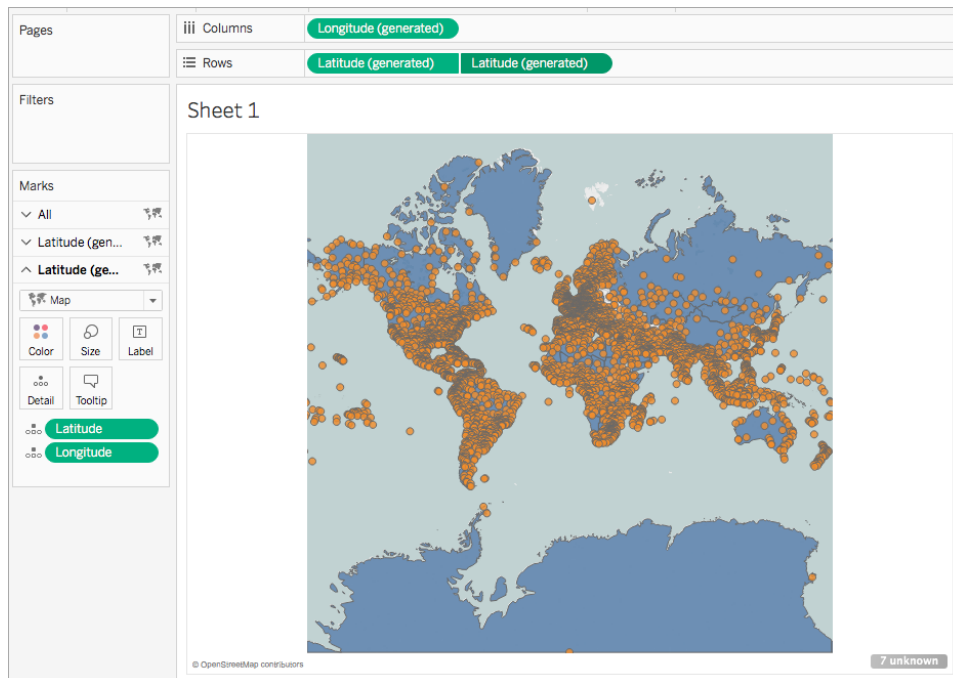 Pages
Columns
Longitude (generated)
Rows
Latitude (generated)
Latitude (generated)
Filters
Sheet 1
Marks
All
Latitude (gen...
Latitude (ge...
Map
Color
Size
Label
T
Detail
Tooltip
Latitude
Longitude
© OpenStreetMap contributors
7 unknown